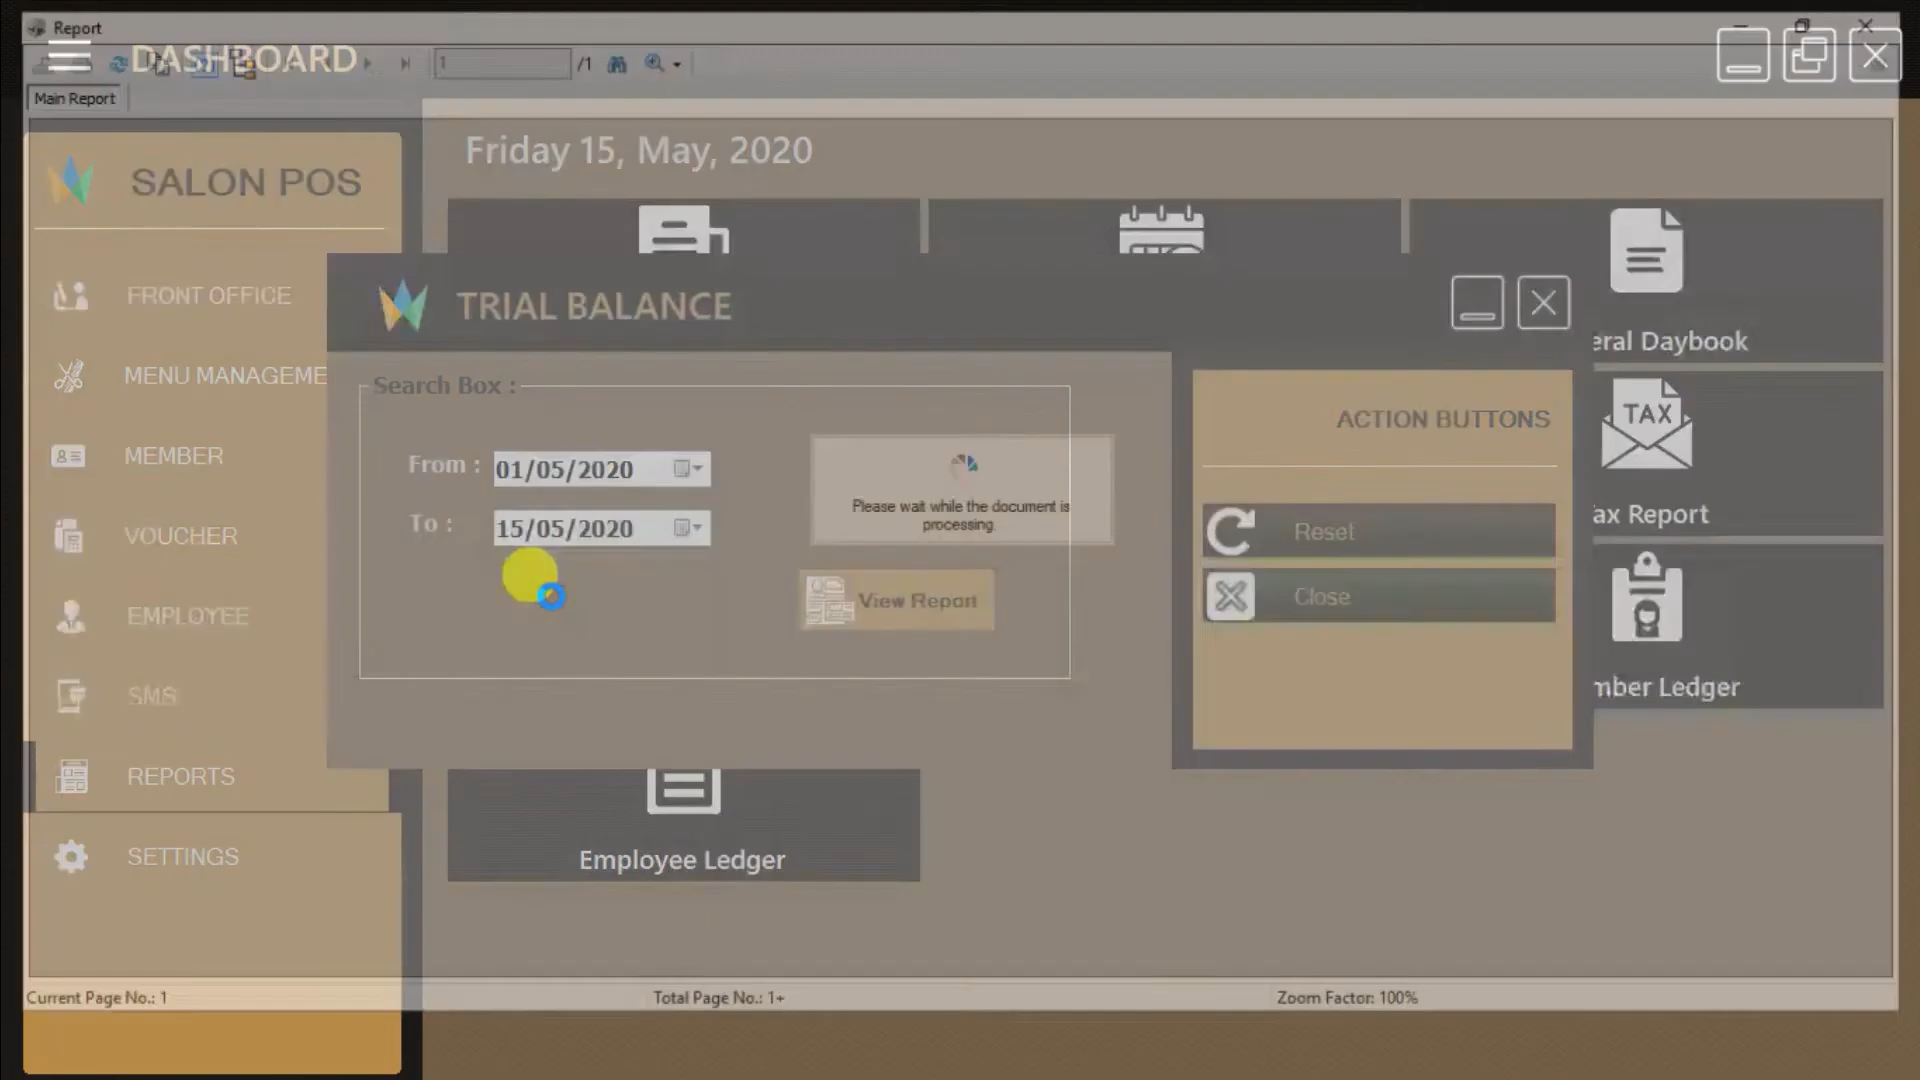 Report
DASHBOARD
1
/1
Main Report
SALON POS
Friday 15, May, 2020
FRONT OFFICE
MENU MANAGEME
MEMBER
VOUCHER
EMPLOYEE
SMS
REPORTS
SETTINGS
TRIAL BALANCE
Search Box :
From :
01/05/2020
To :
15/05/2020
Please wait while the document is
processing.
View Report
ACTION BUTTONS
Reset
Close
eral Daybook
TAX
ax Report
mber Ledger
Employee Ledger
Current Page No.: 1
Total Page No.: 1+
Zoom Factor: 100%